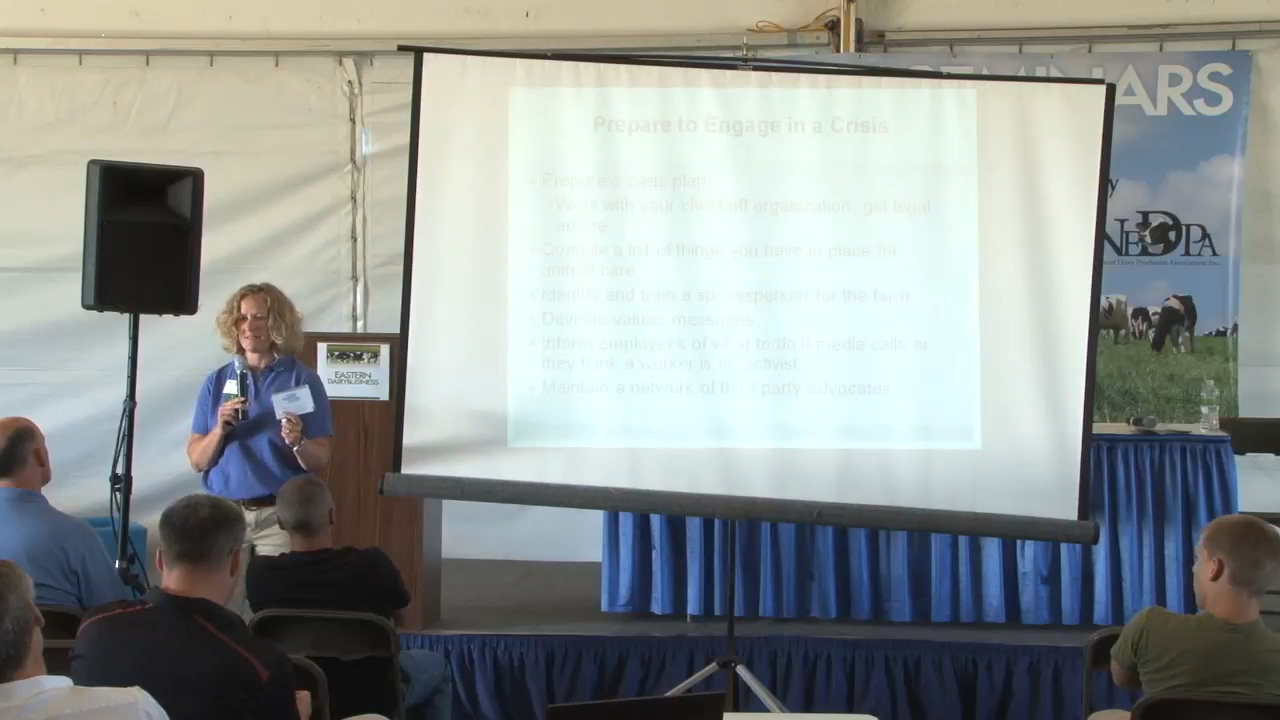 SEMINARS
Prepare to Engage in a Crisis
• Prepare a crisis plan
Work with your checkoff organization, get legal
advice
• Compile a list of things you have in place for
animal care
• Identify and train a spokesperson for the farm
• Develop values messages
• Inform employees of what to do if media calls or
they think a worker is an activist
• Maintain a network of third-party advocates
NEDPA
EASTERN
DAIRYBUSINESS